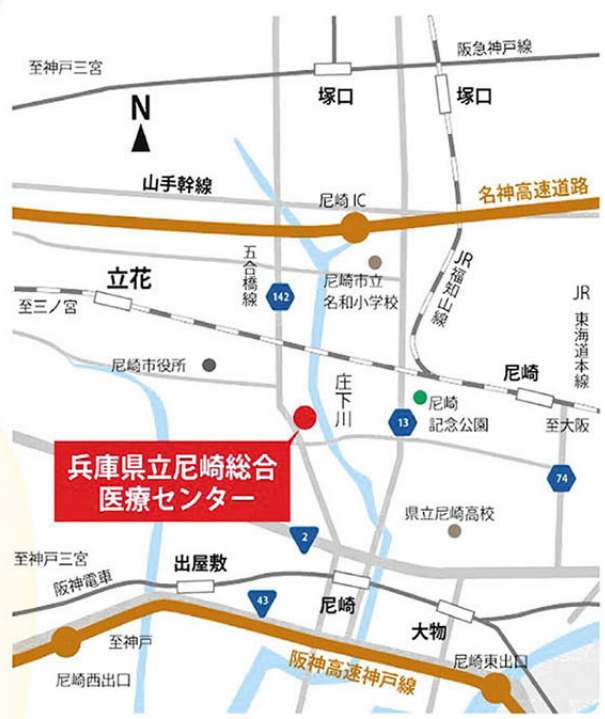 阪急神戸線
至神戸三宮
塚口
塚口
N
山手幹線
尼崎IC
名神高速道路
五合橋線
尼崎市立
名和小学校
JR
福知山線
立花
142
至三ノ宮
JR
東海道本線
尼崎市役所
庄下川
尼崎
尼崎
記念公園
13
至大阪
兵庫県立尼崎総合
医療センター
74
県立尼崎高校
2
至神戸三宮
阪神電車
出屋敷
43
尼崎
大物
至神戸
阪神高速神戸線
尼崎東出口
尼崎西出口